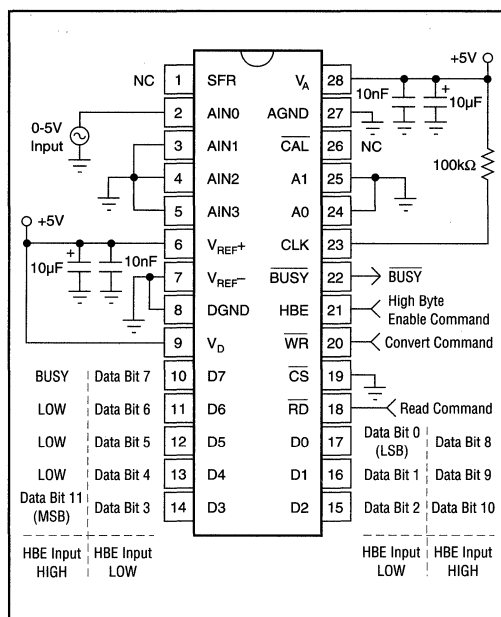 +5V
NC 1 SFR V_A 28
10nF + 10µF
2 AIN0 AGND 27
0-5V
Input
3 AIN1 C̅A̅L̅ 26 NC
100kΩ
4 AIN2 A1 25
5 AIN3 A0 24
+5V
6 V_REF+ CLK 23
+ 10µF 10nF
7 V_REF– B̅U̅S̅Y̅ 22 B̅U̅S̅Y̅
8 DGND HBE 21 High Byte
Enable Command
9 V_D W̅R̅ 20 Convert Command
BUSY Data Bit 7 10 D7 C̅S̅ 19
LOW Data Bit 6 11 D6 R̅D̅ 18 Read Command
LOW Data Bit 5 12 D5 D0 17 Data Bit 0 Data Bit 8
(LSB)
LOW Data Bit 4 13 D4 D1 16 Data Bit 1 Data Bit 9
Data Bit 11 Data Bit 3 14 D3 D2 15 Data Bit 2 Data Bit 10
(MSB)
HBE Input HBE Input HBE Input HBE Input
HIGH LOW LOW HIGH